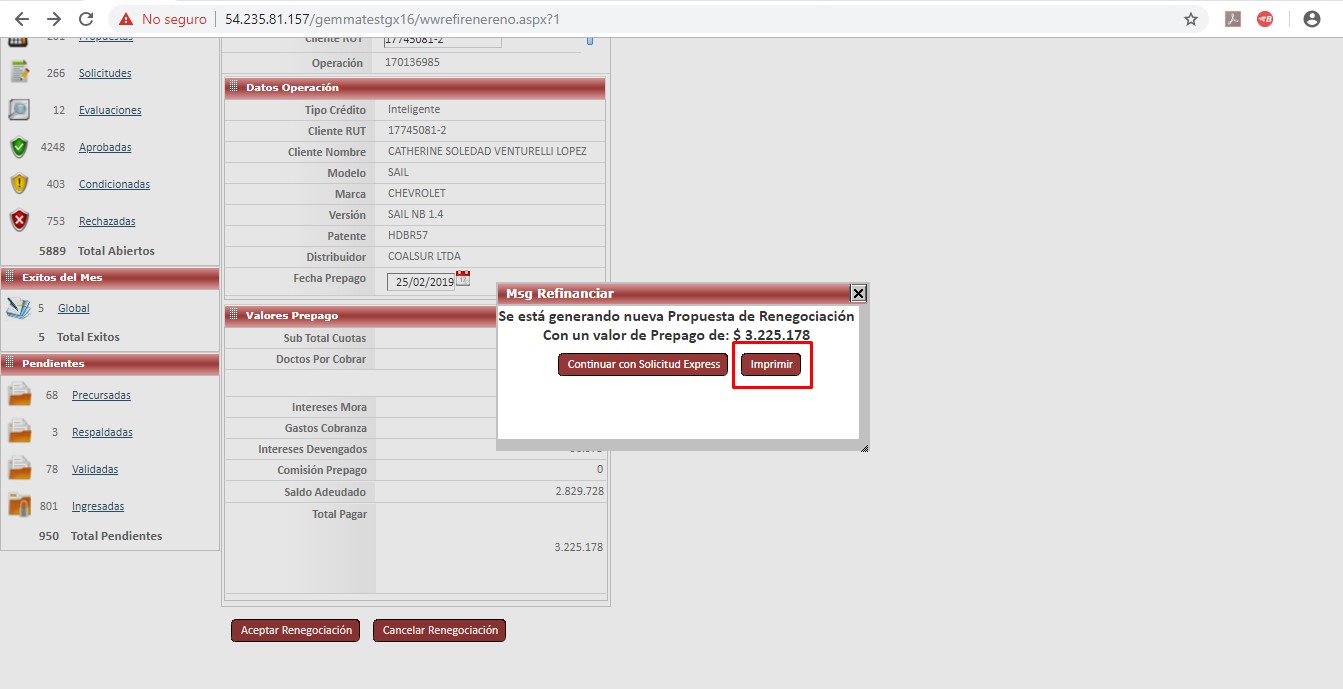 No seguro 54.235.81.157/gemmatestgx16/wwrefirenereno.aspx?1
Propuestas
266 Solicitudes
12 Evaluaciones
4248 Aprobadas
403 Condicionadas
753 Rechazadas
5889 Total Abiertos
Exitos del Mes
5 Global
5 Total Exitos
Pendientes
68 Precursadas
3 Respaldadas
78 Validadas
801 Ingresadas
950 Total Pendientes
Cliente RUT 17745081-2
Operación 170136985
Datos Operación
Tipo Crédito Inteligente
Cliente RUT 17745081-2
Cliente Nombre CATHERINE SOLEDAD VENTURELLI LOPEZ
Modelo SAIL
Marca CHEVROLET
Versión SAIL NB 1.4
Patente HDBR57
Distribuidor COALSUR LTDA
Fecha Prepago 25/02/2019
Valores Prepago
Sub Total Cuotas
Doctos Por Cobrar
Intereses Mora
Gastos Cobranza
Intereses Devengados
Comisión Prepago 0
Saldo Adeudado 2.829.728
Total Pagar
3.225.178
Aceptar Renegociación Cancelar Renegociación
Msg Refinanciar
Se está generando nueva Propuesta de Renegociación
Con un valor de Prepago de: $ 3.225.178
Continuar con Solicitud Express Imprimir